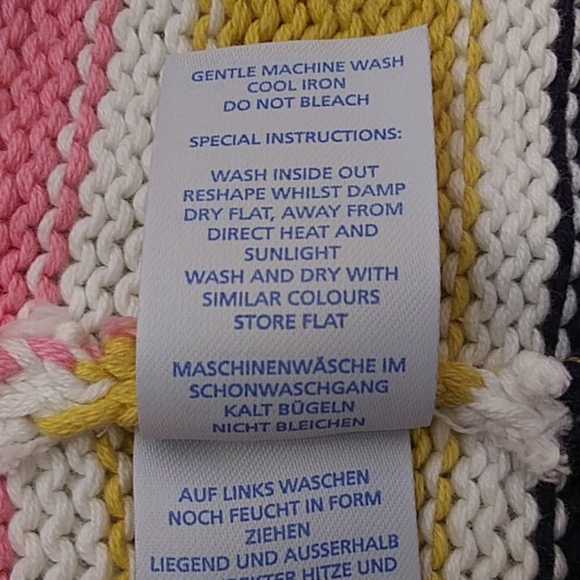 GENTLE MACHINE WASH
COOL IRON
DO NOT BLEACH
SPECIAL INSTRUCTIONS:
WASH INSIDE OUT
RESHAPE WHILST DAMP
DRY FLAT, AWAY FROM
DIRECT HEAT AND
SUNLIGHT
WASH AND DRY WITH
SIMILAR COLOURS
STORE FLAT
MASCHINENWÄSCHE IM
SCHONWASCHGANG
KALT BÜGELN
NICHT BLEICHEN
AUF LINKS WASCHEN
NOCH FEUCHT IN FORM
ZIEHEN
LIEGEND UND AUSSERHALB
HITZE UND